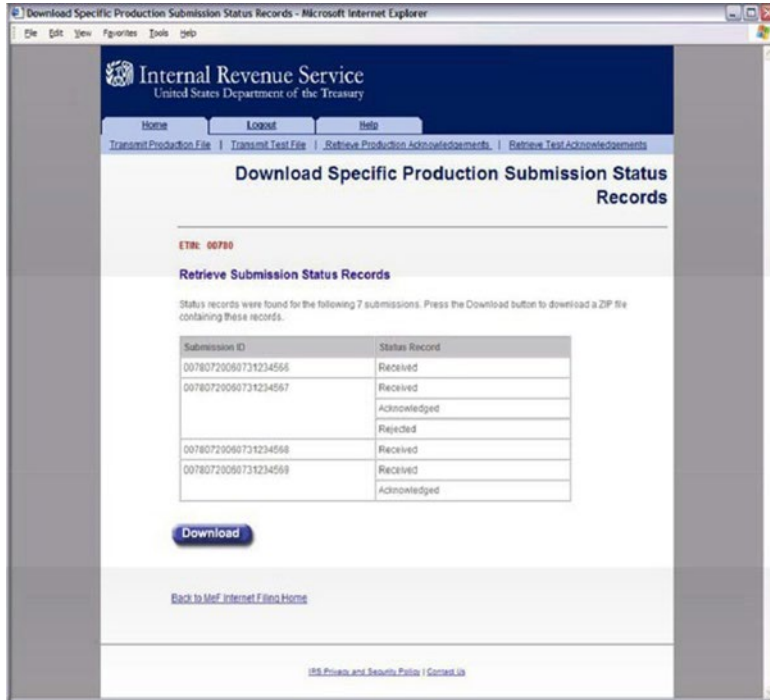 Download Specific Production Submission Status Records - Microsoft Internet Explorer
File Edit View Favorites Tools Help
Internal Revenue Service
United States Department of the Treasury
Home Logout Help
Transmit Production File | Transmit Test File | Retrieve Production Acknowledgements | Retrieve Test Acknowledgements
Download Specific Production Submission Status
Records
ETIN: 00780
Retrieve Submission Status Records
Status records were found for the following 7 submissions. Press the Download button to download a ZIP file
containing these records.
Submission ID Status Record
00780720060731234566 Received
00780720060731234567 Received
Acknowledged
Rejected
00780720060731234568 Received
00780720060731234569 Received
Acknowledged
Download
Back to MeF Internet Filing Home
IRS Privacy and Security Policy | Contact Us